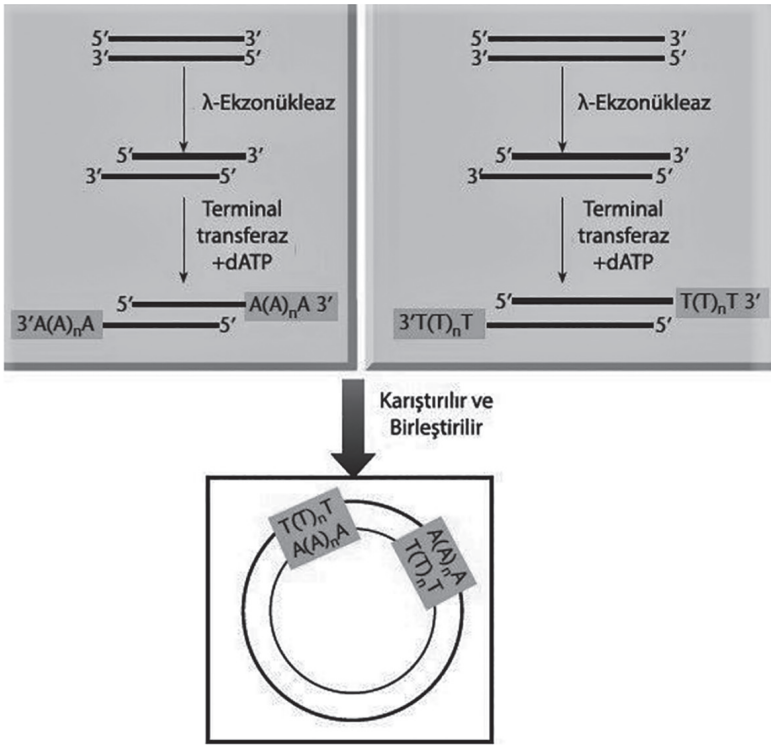 5′ 3′
3′ 5′
λ-Ekzonükleaz
5′ 3′
3′ 5′
Terminal
transferaz
+dATP
5′ A(A)nA 3′
3′A(A)nA 5′
5′ 3′
3′ 5′
λ-Ekzonükleaz
5′ 3′
3′ 5′
Terminal
transferaz
+dATP
5′ T(T)nT 3′
3′T(T)nT 5′
Karıştırılır ve
Birleştirilir
T(T)nT
A(A)nA
A(A)nA
T(T)nT